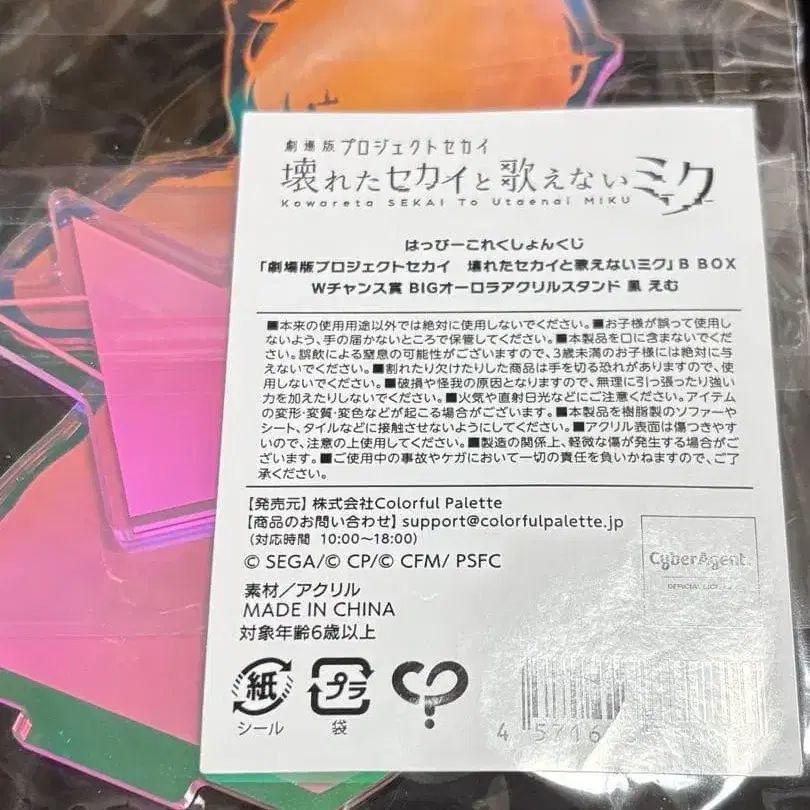 劇場版 プロジェクトセカイ
壊れたセカイと歌えないミク
Kowareta SEKAI To Utaenai MIKU
はっぴーこれくしょんくじ
「劇場版プロジェクトセカイ　壊れたセカイと歌えないミク」B BOX
Wチャンス賞 BIGオーロラアクリルスタンド 鳳 えむ
■本来の使用用途以外では絶対に使用しないでください。■お子様が誤って使用し
ないよう、手の届かないところで保管してください。■本製品を口に含まないでくだ
さい。誤飲による窒息の可能性がございますので、3歳未満のお子様には絶対に与
えないでください。■割れたり欠けたりした商品は手を切る恐れがありますので、使
用しないでください。■破損や怪我の原因となりますので、無理に引っ張ったり強い
力を加えたりしないでください。■火気や直射日光などにご注意ください。アイテム
の変形・変質・変色などが起こる場合がございます。■本製品を樹脂製のソファーや
シート、タイルなどに接触させないようにしてください。■アクリル表面は傷つきやす
いので、注意の上使用してください。■製造の関係上、軽微な傷が発生する場合がご
ざいます。■ご使用中の事故やケガにおいて一切の責任を負いかねますので、ご了
承ください。
【発売元】株式会社Colorful Palette
【商品のお問い合わせ】support@colorfulpalette.jp
（対応時間 10:00～18:00）
© SEGA/© CP/© CFM/ PSFC
CyberAgent
OFFICIAL LICENSE
素材／アクリル
MADE IN CHINA
対象年齢6歳以上
紙
シール
プラ
袋
4 5716